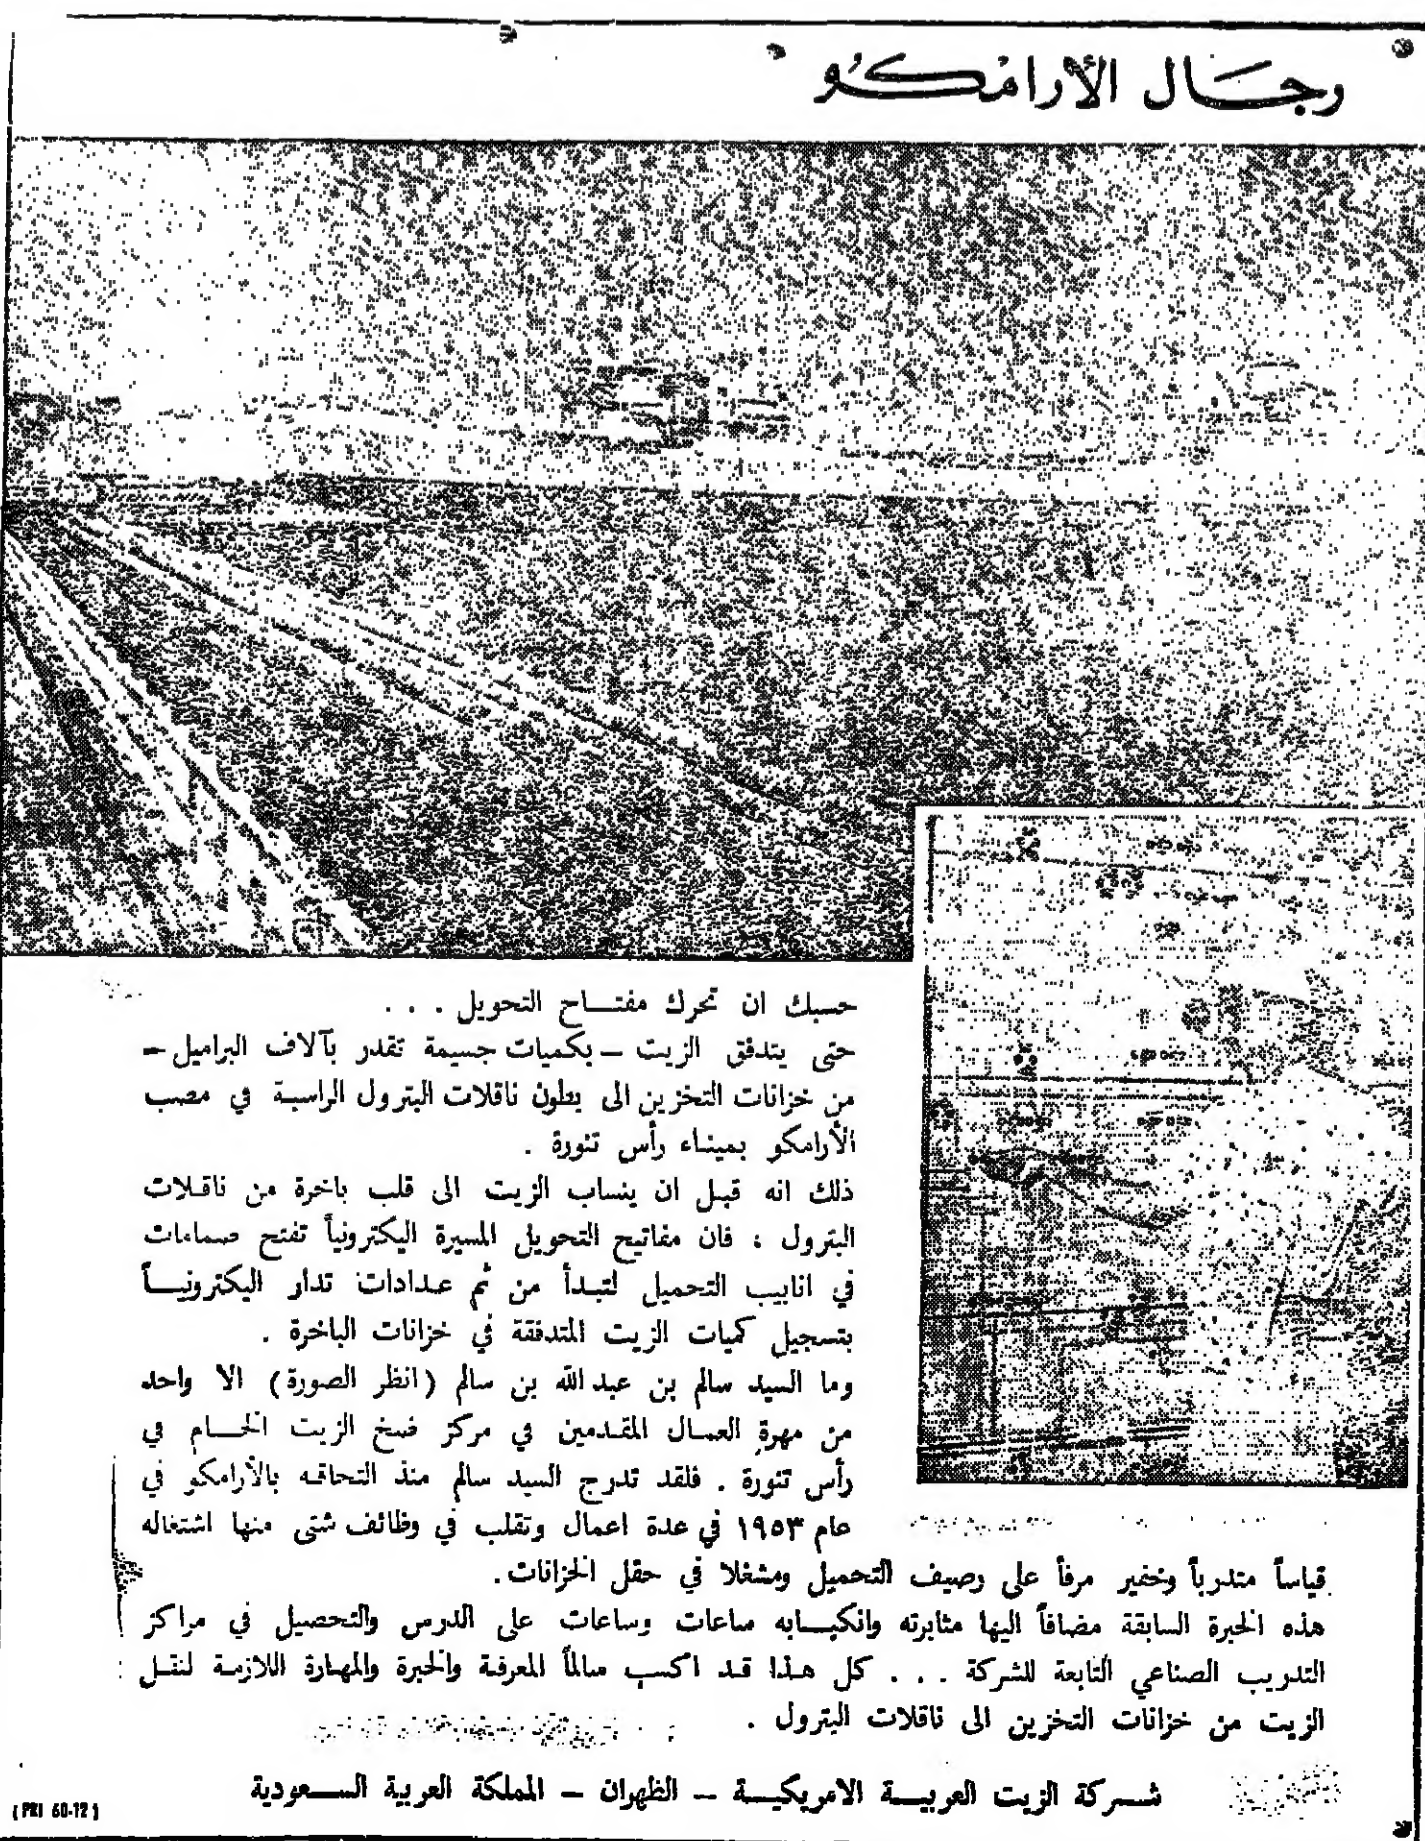 رجال الأرامكو
حسبك ان تحرك مفتاح التحويل . . .
حتى يتدفق الزيت – بكميات جسيمة تقدر بآلاف البراميل –
من خزانات التخزين الى بطون ناقلات البترول الراسية في مصب
الأرامكو بميناء رأس تنورة .
ذلك انه قبل ان ينساب الزيت الى قلب باخرة من ناقلات
البترول ، فان مفاتيح التحويل المسيرة اليكترونياً تفتح صمامات
في انابيب التحميل لتبدأ من ثم عدادات تدار اليكترونياً
بتسجيل كميات الزيت المتدفقة في خزانات الباخرة .
وما السيد سالم بن عبد الله بن سالم (انظر الصورة) الا واحد
من مهرة العمال المقدمين في مركز ضخ الزيت الخام في
رأس تنورة . فلقد تدرج السيد سالم منذ التحاقه بالأرامكو في
عام ١٩٥٣ في عدة اعمال وتقلب في وظائف شتى منها اشتغاله
قياساً متدرباً وخفير مرفأ على رصيف التحميل ومشغلا في حقل الخزانات .
هذه الخبرة السابقة مضافاً اليها مثابرته وانكبابه ساعات وساعات على الدرس والتحصيل في مراكز
التدريب الصناعي التابعة للشركة . . . كل هذا قد اكسب سالماً المعرفة والخبرة والمهارة اللازمة لنقل
الزيت من خزانات التخزين الى ناقلات البترول .
شركة الزيت العربية الامريكية – الظهران – المملكة العربية السعودية
(PRI 60-12)